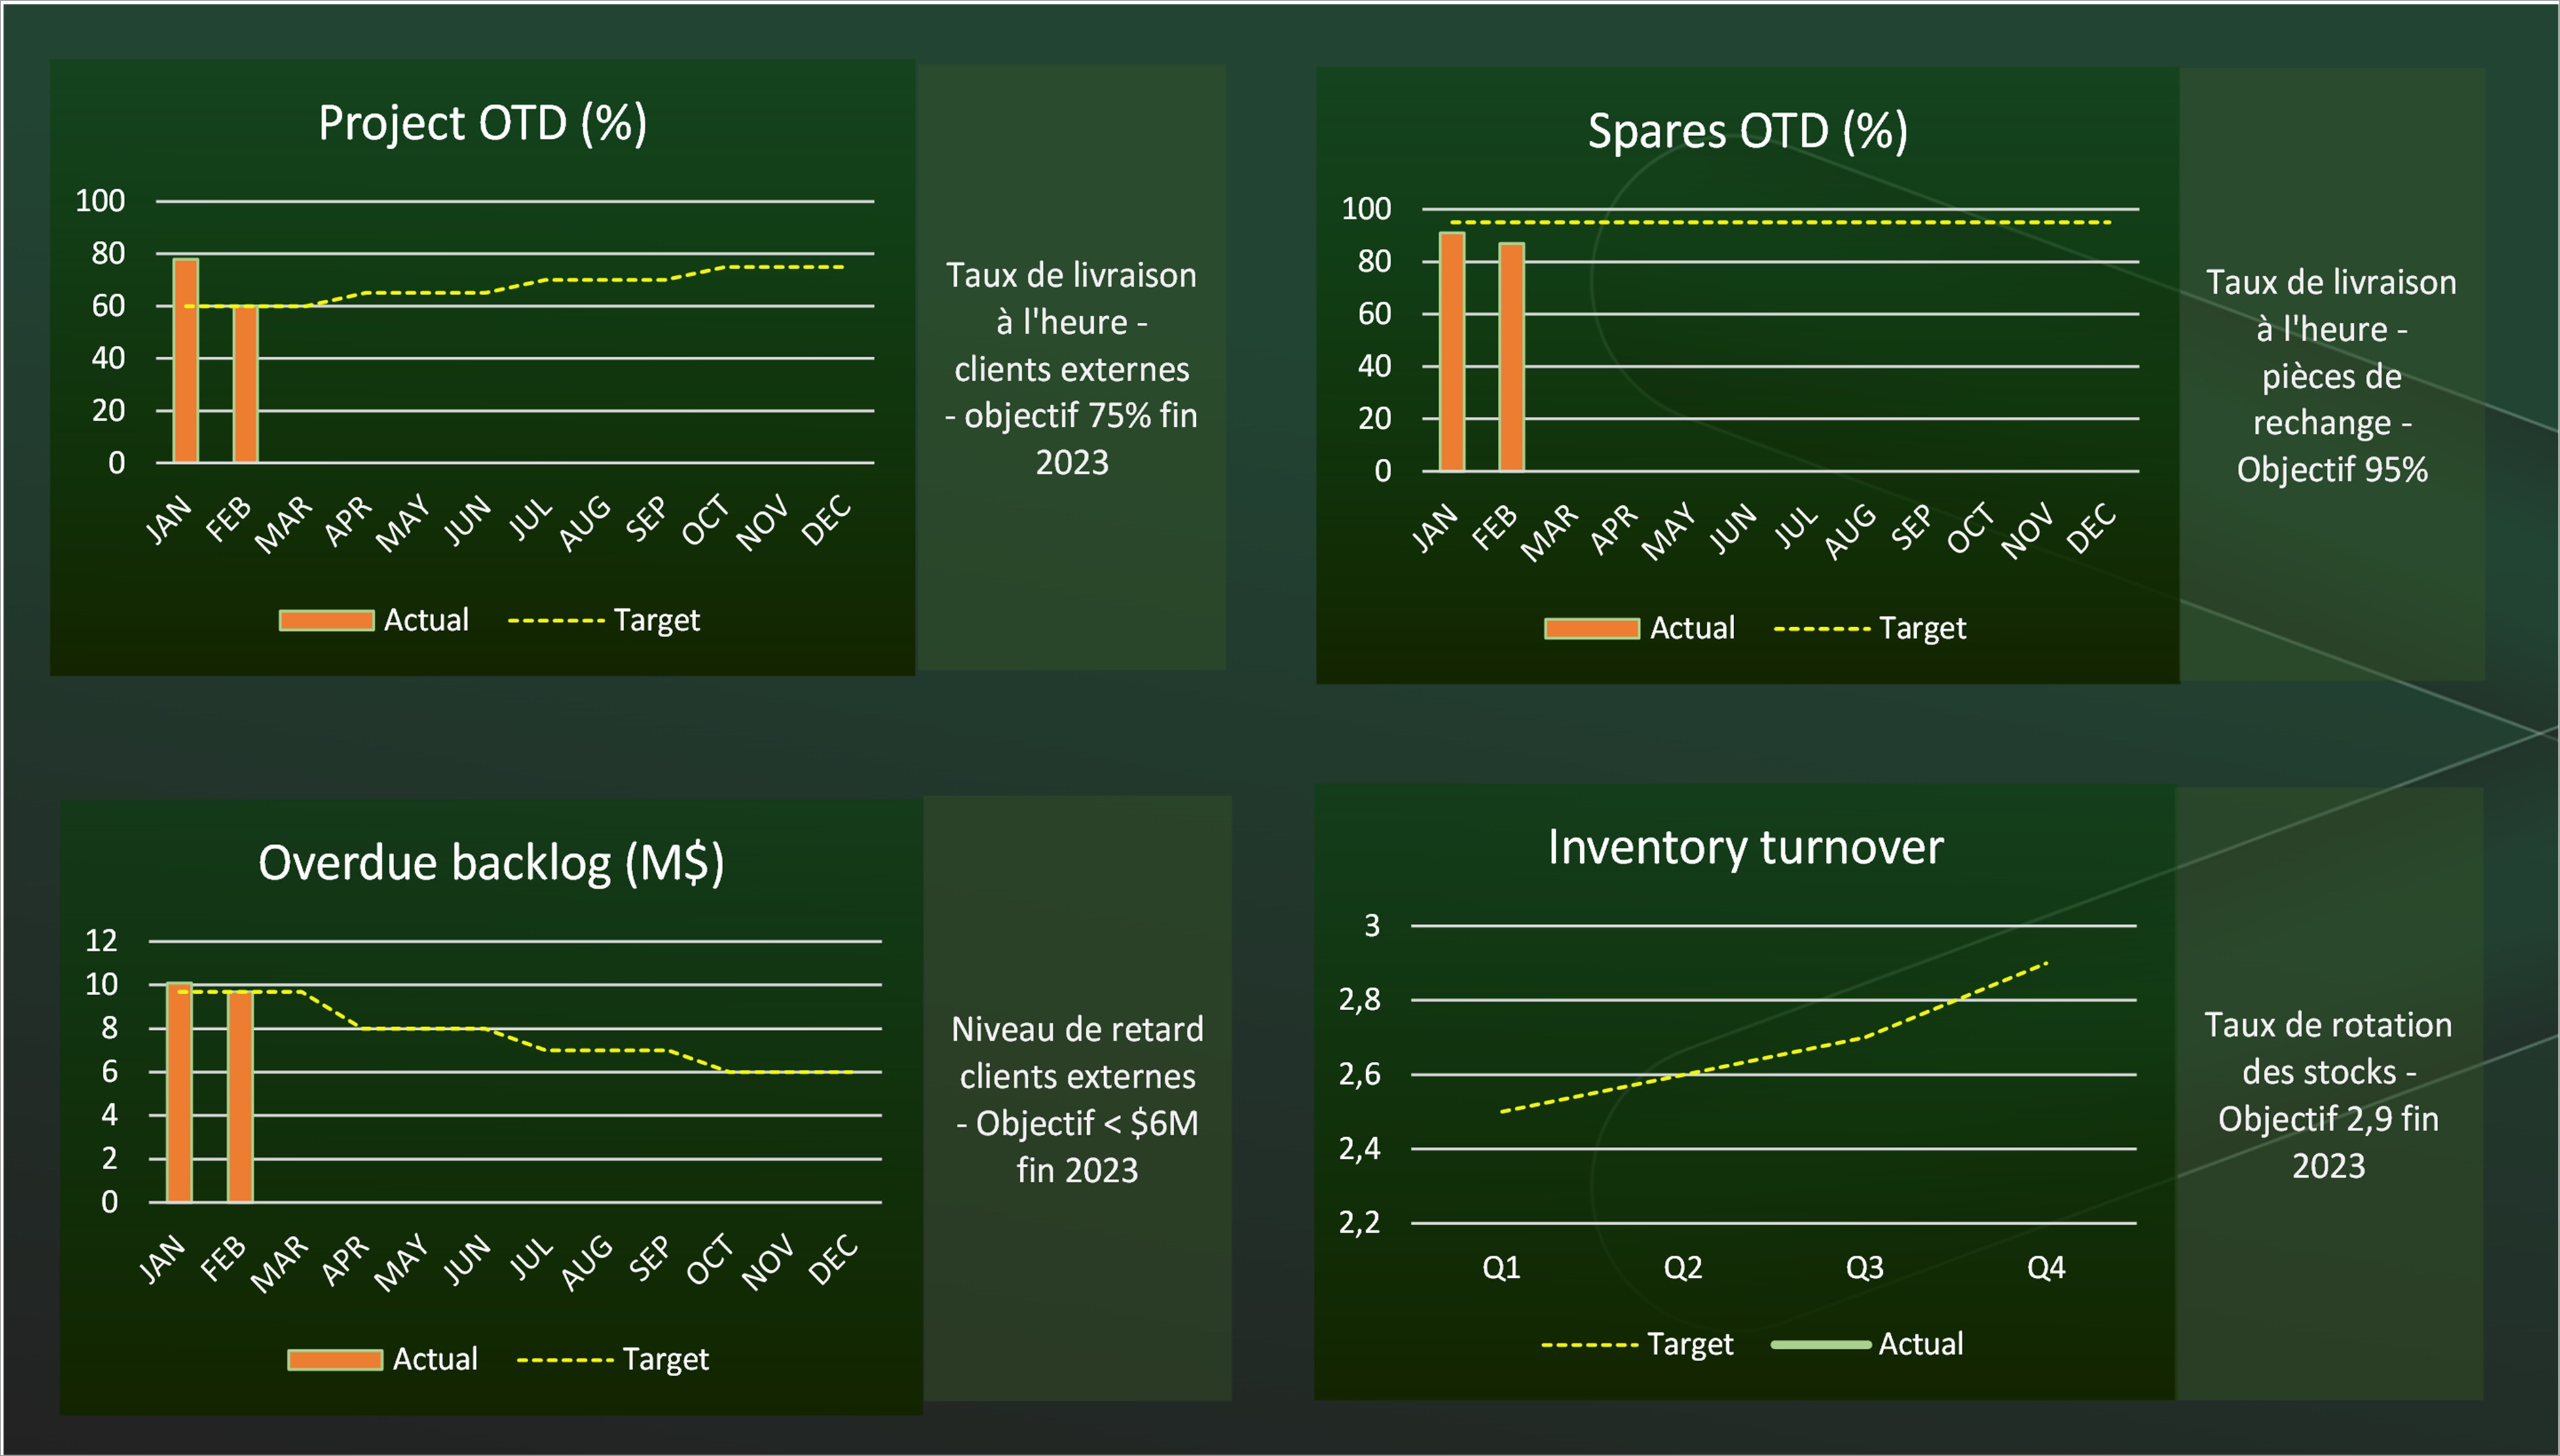 Project OTD (%)
100
80
60
40
20
0
JAN FEB MAR APR MAY JUN JUL AUG SEP OCT NOV DEC
Actual Target
Taux de livraison
à l'heure -
clients externes
- objectif 75% fin
2023
Spares OTD (%)
100
80
60
40
20
0
JAN FEB MAR APR MAY JUN JUL AUG SEP OCT NOV DEC
Actual Target
Taux de livraison
à l'heure -
pièces de
rechange -
Objectif 95%
Overdue backlog (M$)
12
10
8
6
4
2
0
JAN FEB MAR APR MAY JUN JUL AUG SEP OCT NOV DEC
Actual Target
Niveau de retard
clients externes
- Objectif < $6M
fin 2023
Inventory turnover
3
2,8
2,6
2,4
2,2
Q1 Q2 Q3 Q4
Target Actual
Taux de rotation
des stocks -
Objectif 2,9 fin
2023